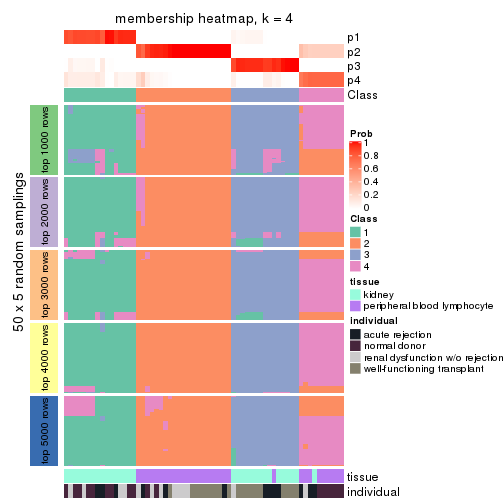 membership heatmap, k = 4
p1
p2
p3
p4
Class
50 x 5 random samplings
top 1000 rows
top 2000 rows
top 3000 rows
top 4000 rows
top 5000 rows
tissue
individual
Prob
1
0.8
0.6
0.4
0.2
0
Class
1
2
3
4
tissue
kidney
peripheral blood lymphocyte
individual
acute rejection
normal donor
renal dysfunction w/o rejection
well-functioning transplant